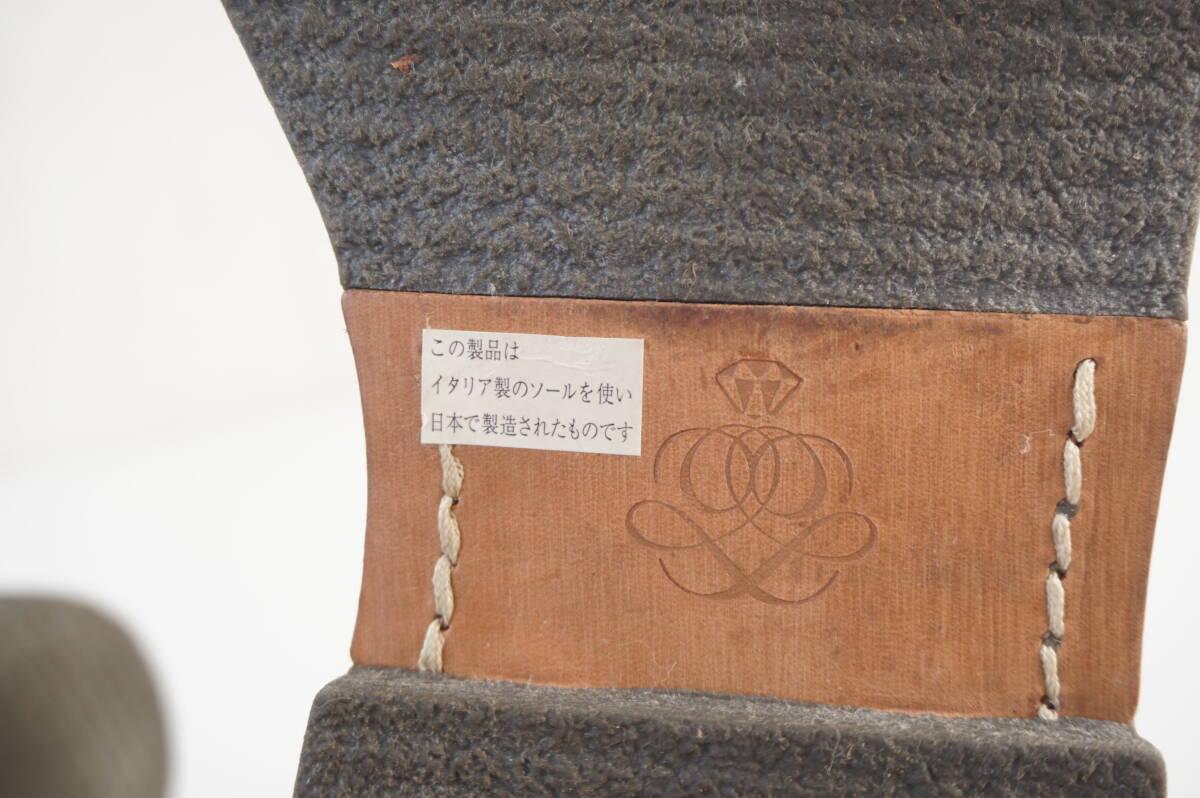 この製品は
イタリア製のソールを使い
日本で製造されたものです